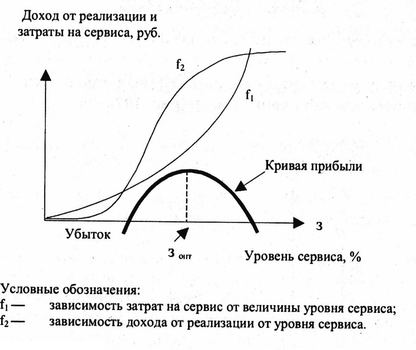 Доход от реализации и
затраты на сервиса, руб.
f₂
f₁
Кривая прибыли
Убыток
З опт
З
Уровень сервиса, %
Условные обозначения:
f₁ — зависимость затрат на сервис от величины уровня сервиса;
f₂ — зависимость дохода от реализации от уровня сервиса.